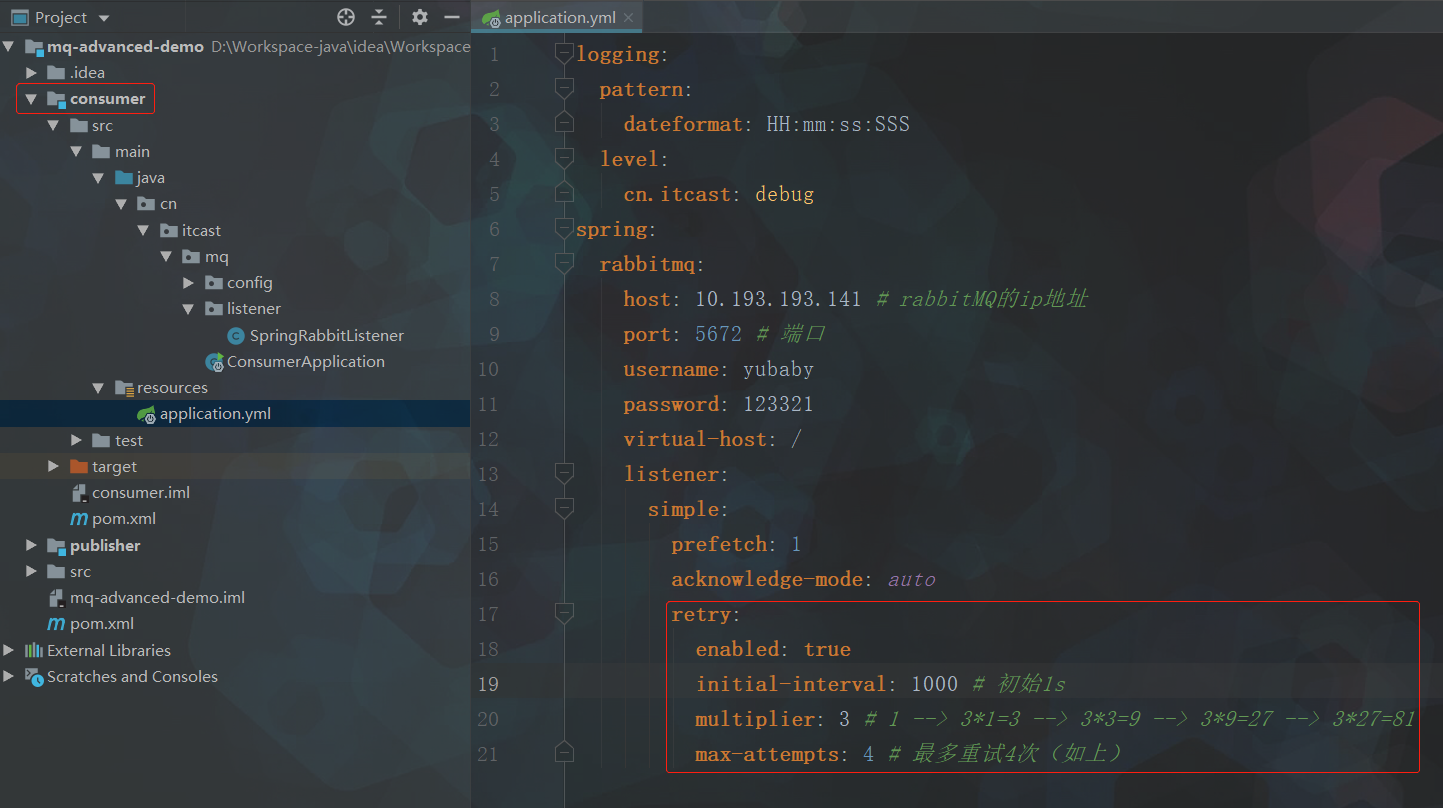 Project
mq-advanced-demo D:\Workspace-java\idea\Workspace
.idea
consumer
src
main
java
cn
itcast
mq
config
listener
SpringRabbitListener
ConsumerApplication
resources
application.yml
test
target
consumer.iml
pom.xml
publisher
src
mq-advanced-demo.iml
pom.xml
External Libraries
Scratches and Consoles
application.yml
1 logging:
2 pattern:
3 dateformat: HH:mm:ss:SSS
4 level:
5 cn.itcast: debug
6 spring:
7 rabbitmq:
8 host: 10.193.193.141 # rabbitMQ的ip地址
9 port: 5672 # 端口
10 username: yubaby
11 password: 123321
12 virtual-host: /
13 listener:
14 simple:
15 prefetch: 1
16 acknowledge-mode: auto
17 retry:
18 enabled: true
19 initial-interval: 1000 # 初始1s
20 multiplier: 3 # 1 --> 3*1=3 --> 3*3=9 --> 3*9=27 --> 3*27=81
21 max-attempts: 4 # 最多重试4次（如上）